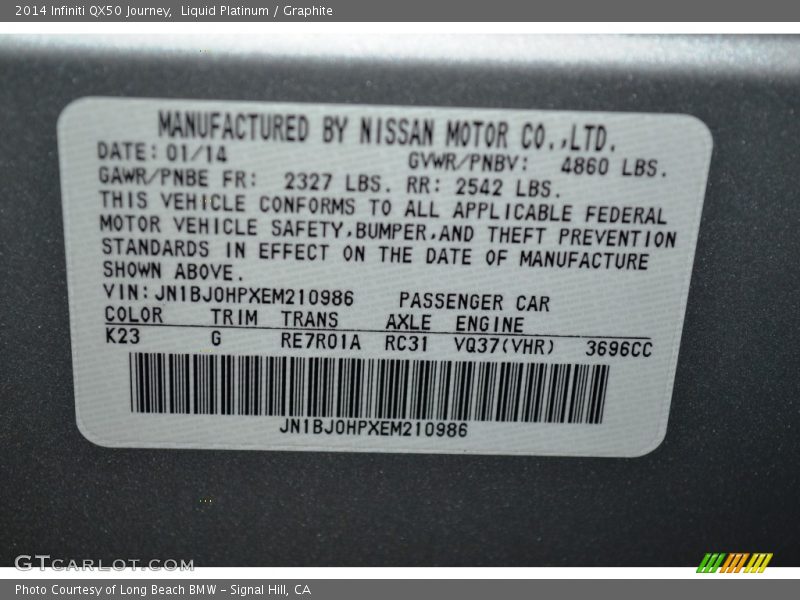 2014 Infiniti QX50 Journey,  Liquid Platinum / Graphite
MANUFACTURED BY NISSAN MOTOR CO.,LTD.
DATE: 01/14 GVWR/PNBV: 4860 LBS.
GAWR/PNBE FR: 2327 LBS. RR: 2542 LBS.
THIS VEHICLE CONFORMS TO ALL APPLICABLE FEDERAL
MOTOR VEHICLE SAFETY,BUMPER,AND THEFT PREVENTION
STANDARDS IN EFFECT ON THE DATE OF MANUFACTURE
SHOWN ABOVE.
VIN: JN1BJ0HPXEM210986 PASSENGER CAR
COLOR TRIM TRANS AXLE ENGINE
K23 G RE7R01A RC31 VQ37(VHR) 3696CC
JN1BJ0HPXEM210986
GTCARLOT.COM
Photo Courtesy of Long Beach BMW - Signal Hill, CA